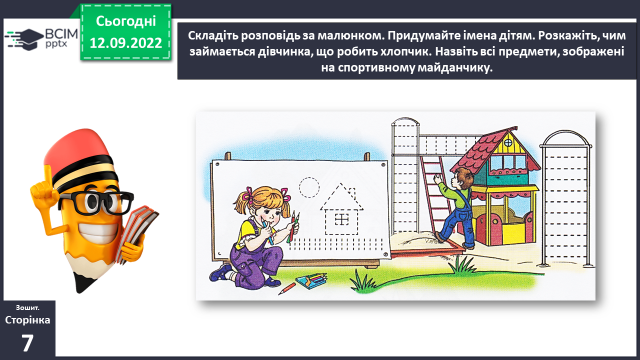 ВСІМ
pptx
Сьогодні
12.09.2022
Складіть розповідь за малюнком. Придумайте імена дітям. Розкажіть, чим
займається дівчинка, що робить хлопчик. Назвіть всі предмети, зображені
на спортивному майданчику.
Зошит.
Сторінка
7